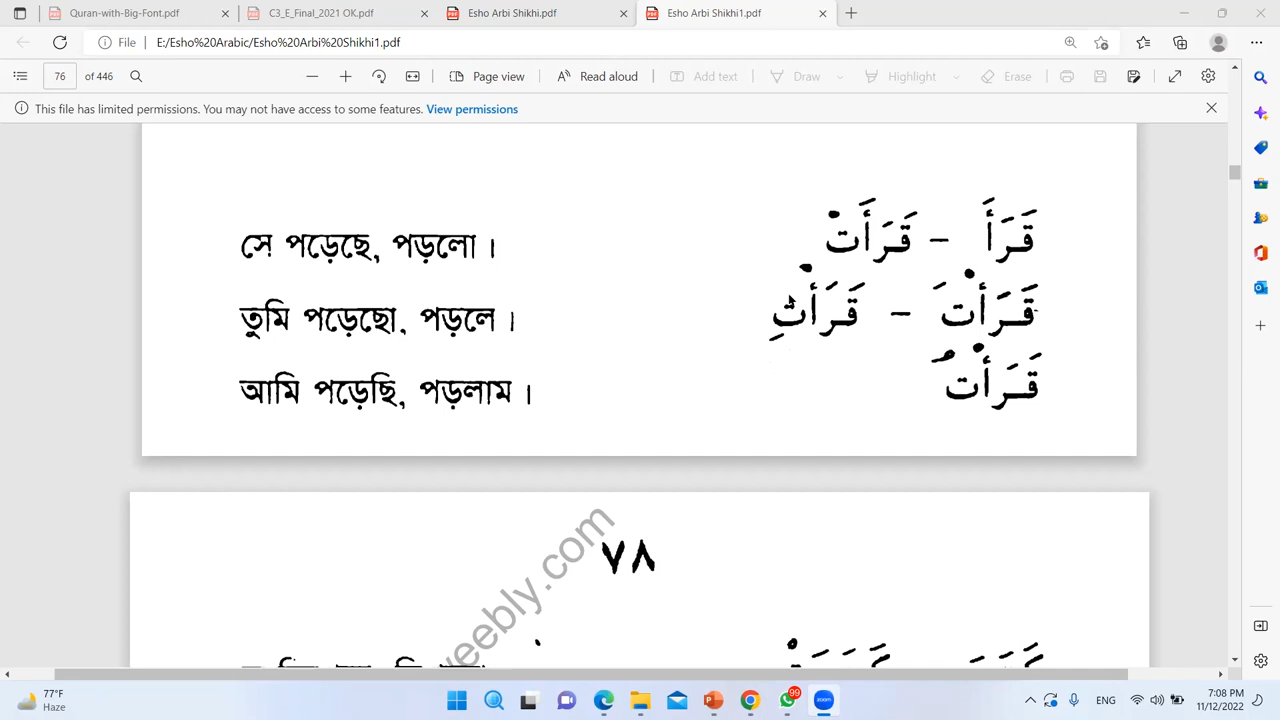 Quran-with-Big-Font.pdf
C3_E_Final_2021 OK.pdf
Esho Arbi Shikhi.pdf
Esho Arbi Shikhi1.pdf
File
E:/Esho%20Arabic/Esho%20Arbi%20Shikhi1.pdf
76 of 446
Page view
Read aloud
Add text
Draw
Highlight
Erase
This file has limited permissions. You may not have access to some features. View permissions
সে পড়েছে, পড়লো। قَرَأَ – قَرَأَتْ
তুমি পড়েছো, পড়লে। قَرَأْتَ – قَرَأْتِ
আমি পড়েছি, পড়লাম। قَرَأْتُ
٧٨
weebly.com
77°F
Haze
99
ENG
7:08 PM
11/12/2022